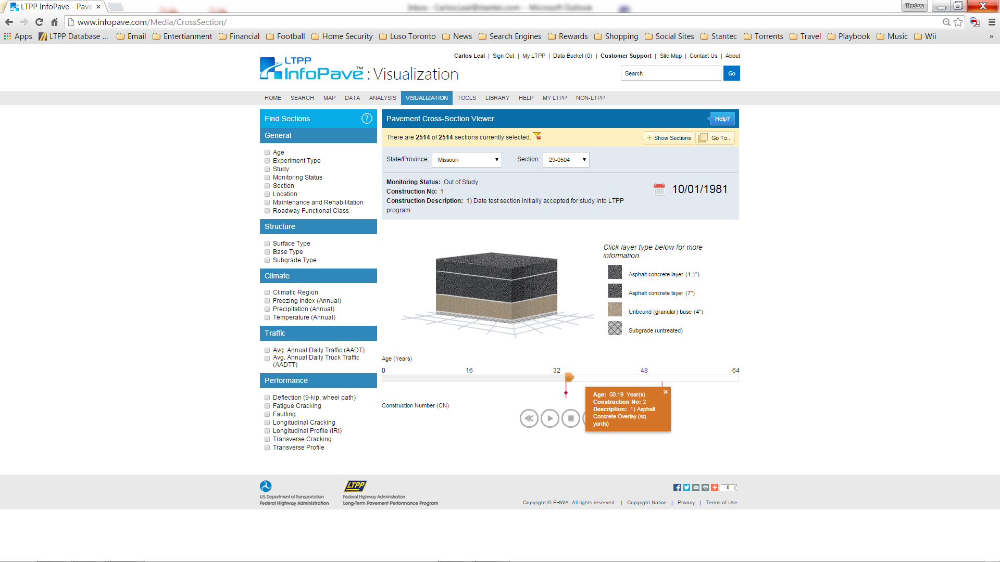 LTPP InfoPave - Pave
TheLos
www.infopave.com/Media/CrossSection/
Apps LTPP Database ... Email Entertianment Financial Football Home Security Luso Toronto News Search Engines Rewards Shopping Social Sites Stantec Torrents Travel Playbook Music Wii »
Carlos Leal | Sign Out | My LTPP | Data Bucket (0) | Customer Support | Site Map | Contact Us | About
LTPP
InfoPave™ : Visualization
Search Go
HOME SEARCH MAP DATA ANALYSIS VISUALIZATION TOOLS LIBRARY HELP MY LTPP NON-LTPP
Find Sections ?
General
Age
Experiment Type
Study
Monitoring Status
Section
Location
Maintenance and Rehabilitation
Roadway Functional Class
Structure
Surface Type
Base Type
Subgrade Type
Climate
Climatic Region
Freezing Index (Annual)
Precipitation (Annual)
Temperature (Annual)
Traffic
Avg. Annual Daily Traffic (AADT)
Avg. Annual Daily Truck Traffic
(AADTT)
Performance
Deflection (9-kip, wheel path)
Fatigue Cracking
Faulting
Longitudinal Cracking
Longitudinal Profile (IRI)
Transverse Cracking
Transverse Profile
Pavement Cross-Section Viewer Help?
There are 2514 of 2514 sections currently selected. + Show Sections Go To...
State/Province: Missouri Section: 29-0504
Monitoring Status: Out of Study
Construction No: 1
Construction Description: 1) Date test section initially accepted for study into LTPP
program
10/01/1981
Click layer type below for more
information.
Asphalt concrete layer (1.1")
Asphalt concrete layer (7")
Unbound (granular) base (4")
Subgrade (untreated)
Age (Years)
0 16 32 48 64
Age: 50.19 Year(s)
Construction No: 2
Description: 1) Asphalt
Concrete Overlay (sq.
yards)
Construction Number (CN)
U.S. Department of Transportation
Federal Highway Administration
LTPP
Federal Highway Administration
Long-Term Pavement Performance Program
0
Copyright © FHWA. All rights reserved. | Copyright Notice | Privacy | Terms of Use